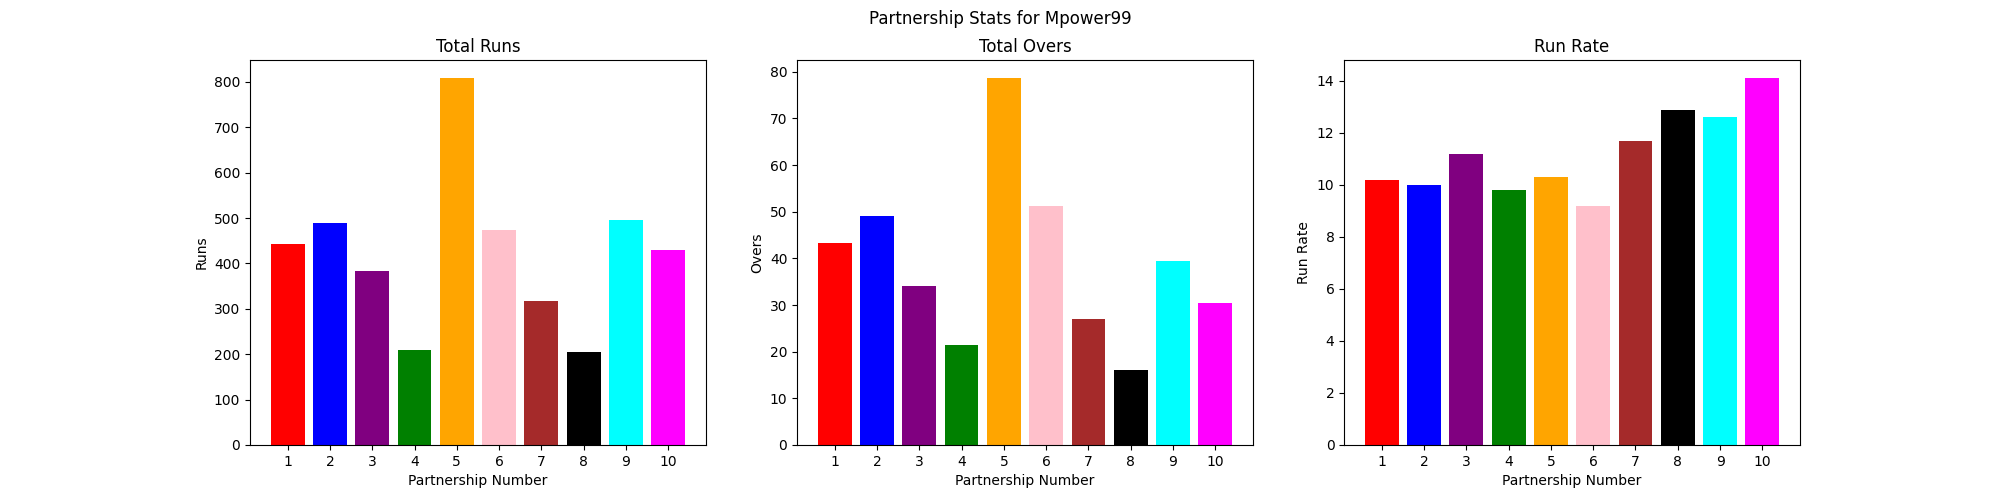 Partnership Stats for Mpower99
Total Runs
Runs
800
700
600
500
400
300
200
100
0
1 2 3 4 5 6 7 8 9 10
Partnership Number
Total Overs
Overs
80
70
60
50
40
30
20
10
0
1 2 3 4 5 6 7 8 9 10
Partnership Number
Run Rate
Run Rate
14
12
10
8
6
4
2
0
1 2 3 4 5 6 7 8 9 10
Partnership Number